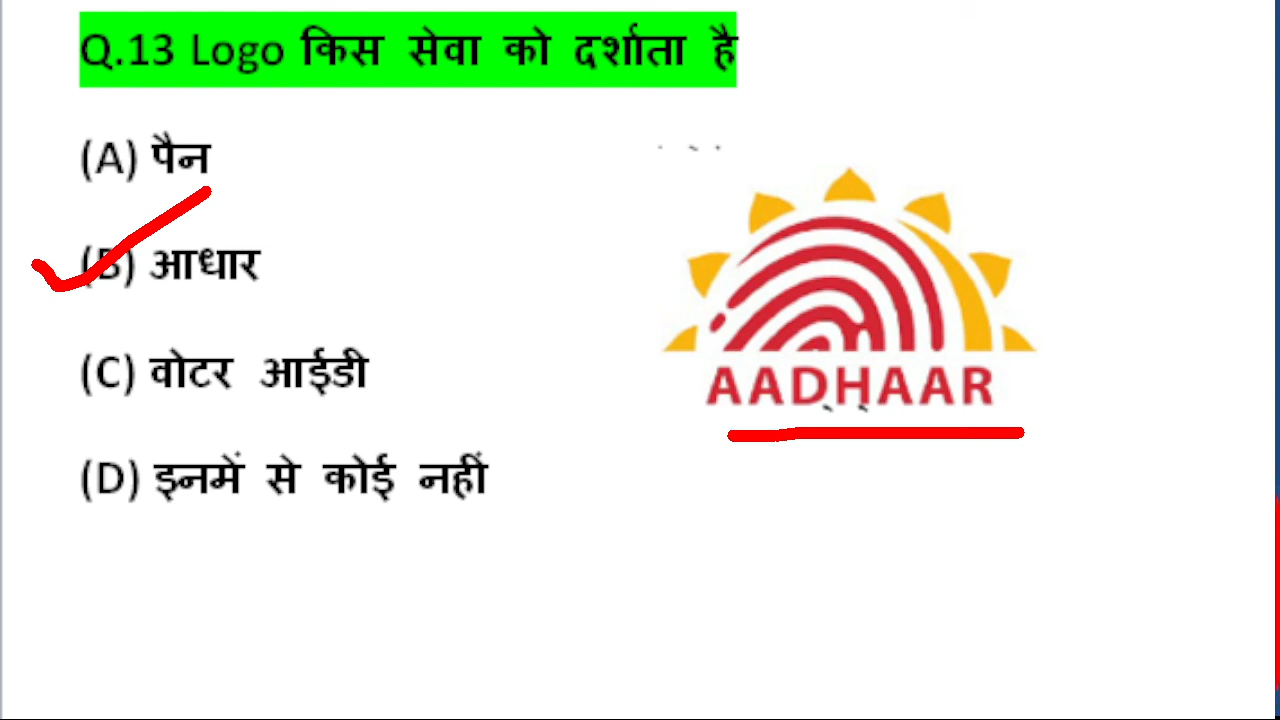 Q.13 Logo किस सेवा को दर्शाता है
(A) पैन
(B) आधार
(C) वोटर आईडी
(D) इनमें से कोई नहीं
AADHAAR